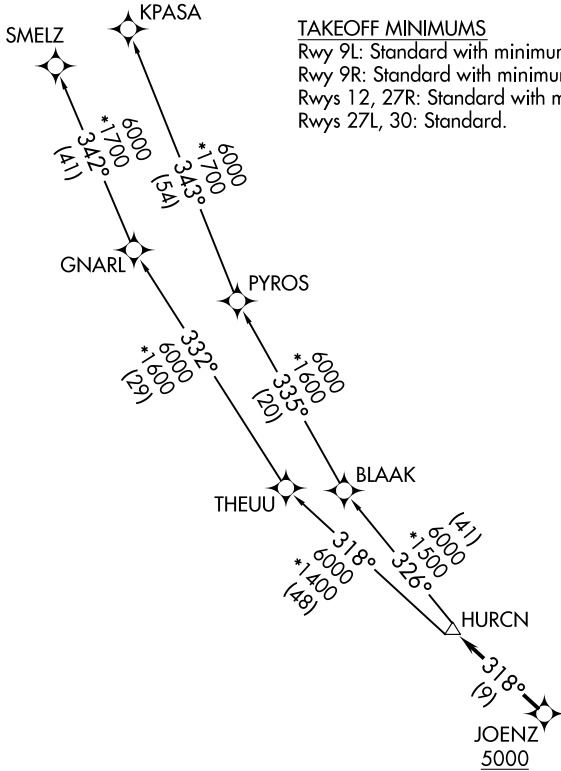 KPASA
SMELZ
TAKEOFF MINIMUMS
Rwy 9L: Standard with minimum
Rwy 9R: Standard with minimum
Rwys 12, 27R: Standard with m
Rwys 27L, 30: Standard.
6000
*1700
342°
(41)
6000
*1700
343°
(54)
GNARL
PYROS
332°
6000
*1600
(29)
6000
*1600
335°
(20)
BLAAK
THEUU
318°
6000
*1400
(48)
(41)
6000
*1500
326°
HURCN
318°
(9)
JOENZ
5000